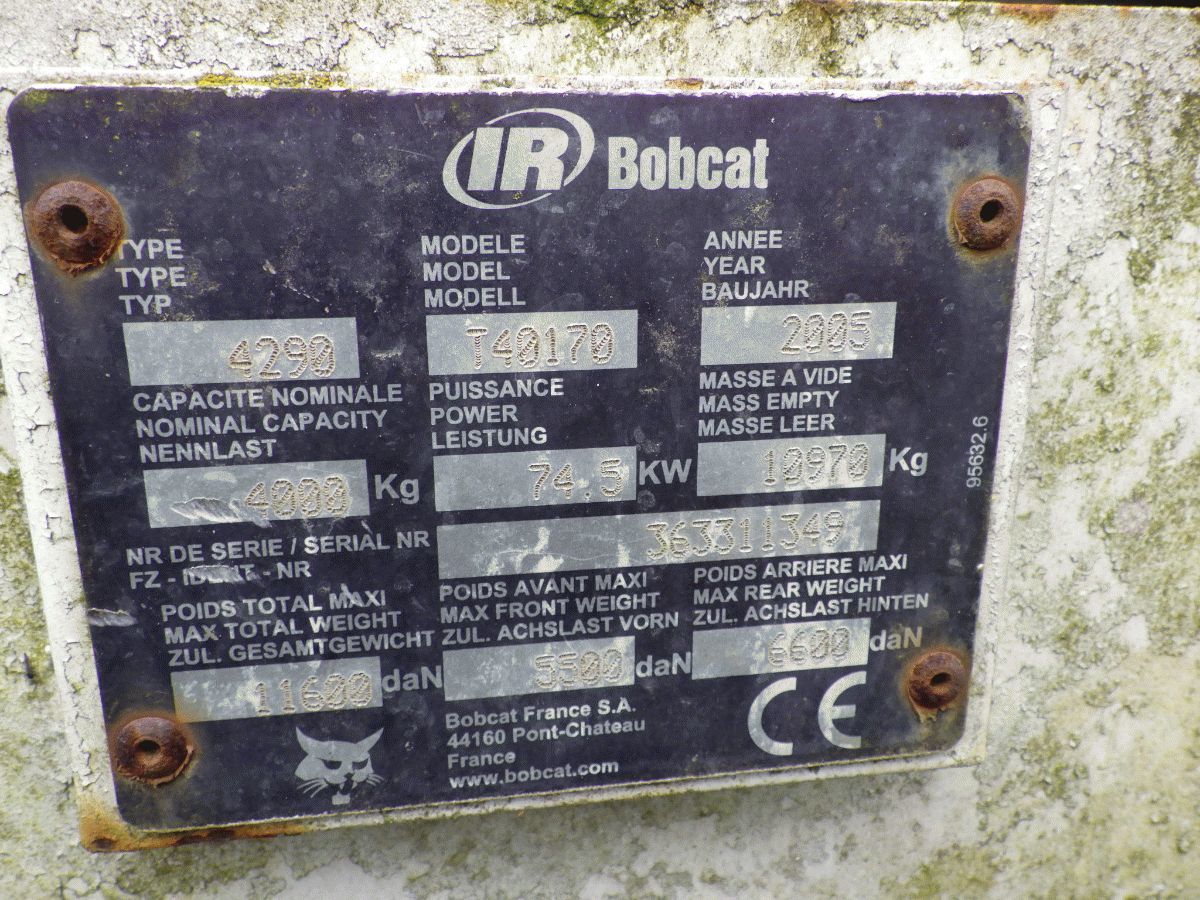 IR Bobcat
TYPE MODELE ANNEE
TYPE MODEL YEAR
TYP MODELL BAUJAHR
4290 T40170 2005
CAPACITE NOMINALE PUISSANCE MASSE A VIDE
NOMINAL CAPACITY POWER MASS EMPTY
NENNLAST LEISTUNG MASSE LEER
4000 Kg 74.5 KW 10970 Kg
95632.6
NR DE SERIE / SERIAL NR 363311349
FZ - IDENT - NR
POIDS TOTAL MAXI POIDS AVANT MAXI POIDS ARRIERE MAXI
MAX TOTAL WEIGHT MAX FRONT WEIGHT MAX REAR WEIGHT
ZUL. GESAMTGEWICHT ZUL. ACHSLAST VORN ZUL. ACHSLAST HINTEN
11600 daN 5500 daN 6600 daN
Bobcat France S.A.
44160 Pont-Chateau
France
www.bobcat.com
CE